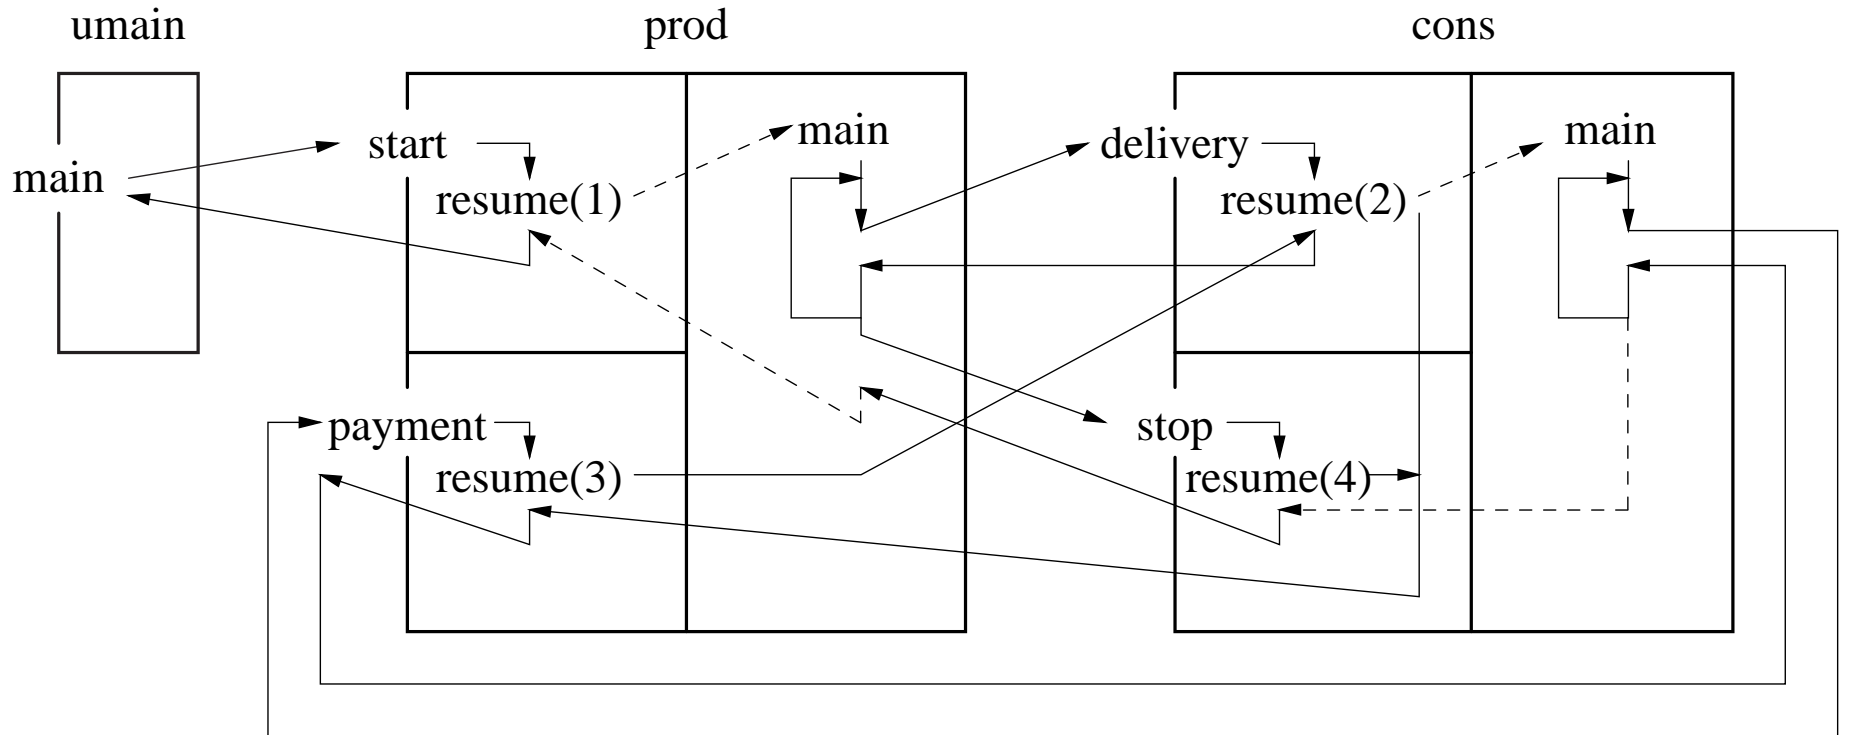 umain
prod
cons
main
start
resume(1)
main
payment
resume(3)
delivery
resume(2)
main
stop
resume(4)